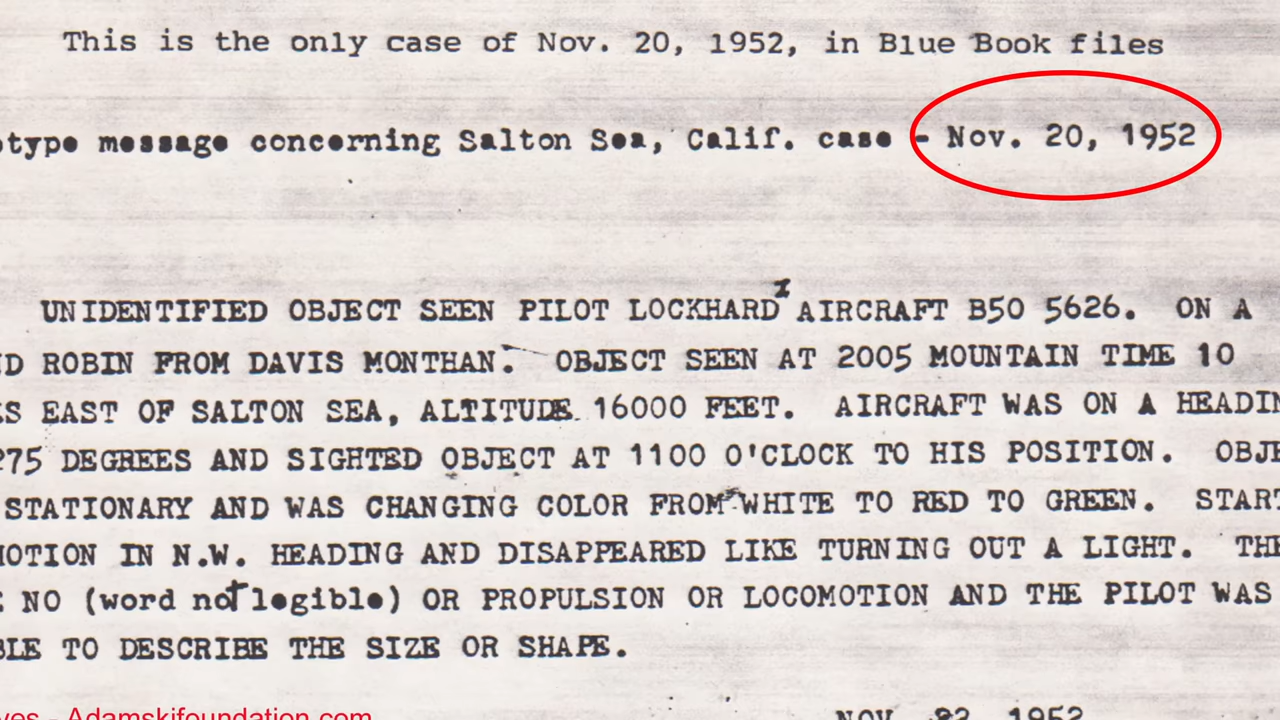 This is the only case of Nov. 20, 1952, in Blue Book files
otype message concerning Salton Sea, Calif. case - Nov. 20, 1952
UNIDENTIFIED OBJECT SEEN PILOT LOCKHARD AIRCRAFT B50 5626. ON A
ND ROBIN FROM DAVIS MONTHAN. OBJECT SEEN AT 2005 MOUNTAIN TIME 10
KS EAST OF SALTON SEA, ALTITUDE 16000 FEET. AIRCRAFT WAS ON A HEADIN
275 DEGREES AND SIGHTED OBJECT AT 1100 O'CLOCK TO HIS POSITION. OBJE
STATIONARY AND WAS CHANGING COLOR FROM WHITE TO RED TO GREEN. START
MOTION IN N.W. HEADING AND DISAPPEARED LIKE TURNING OUT A LIGHT. THE
E NO (word not legible) OR PROPULSION OR LOCOMOTION AND THE PILOT WAS
BLE TO DESCRIBE THE SIZE OR SHAPE.
ves - Adamskifoundation.com
NOV. 1952